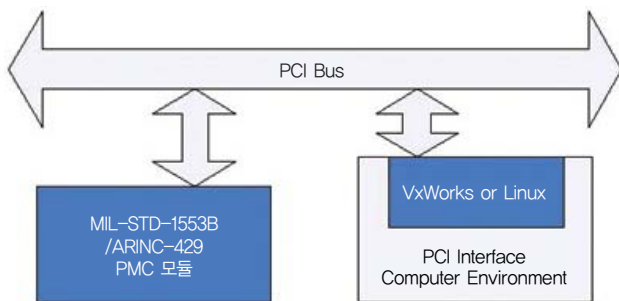 PCI Bus
MIL-STD-1553B
/ARINC-429
PMC 모듈
VxWorks or Linux
PCI Interface
Computer Environment